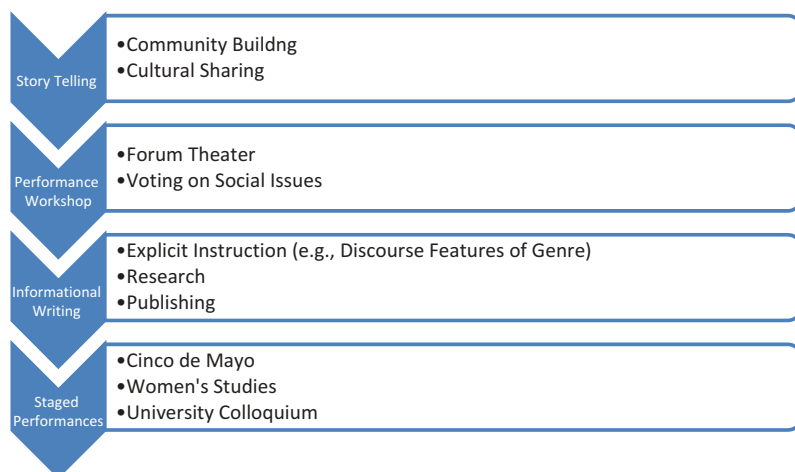 Story Telling
•Community Buildng
•Cultural Sharing
Performance
Workshop
•Forum Theater
•Voting on Social Issues
Informational
Writing
•Explicit Instruction (e.g., Discourse Features of Genre)
•Research
•Publishing
Staged
Performances
•Cinco de Mayo
•Women's Studies
•University Colloquium